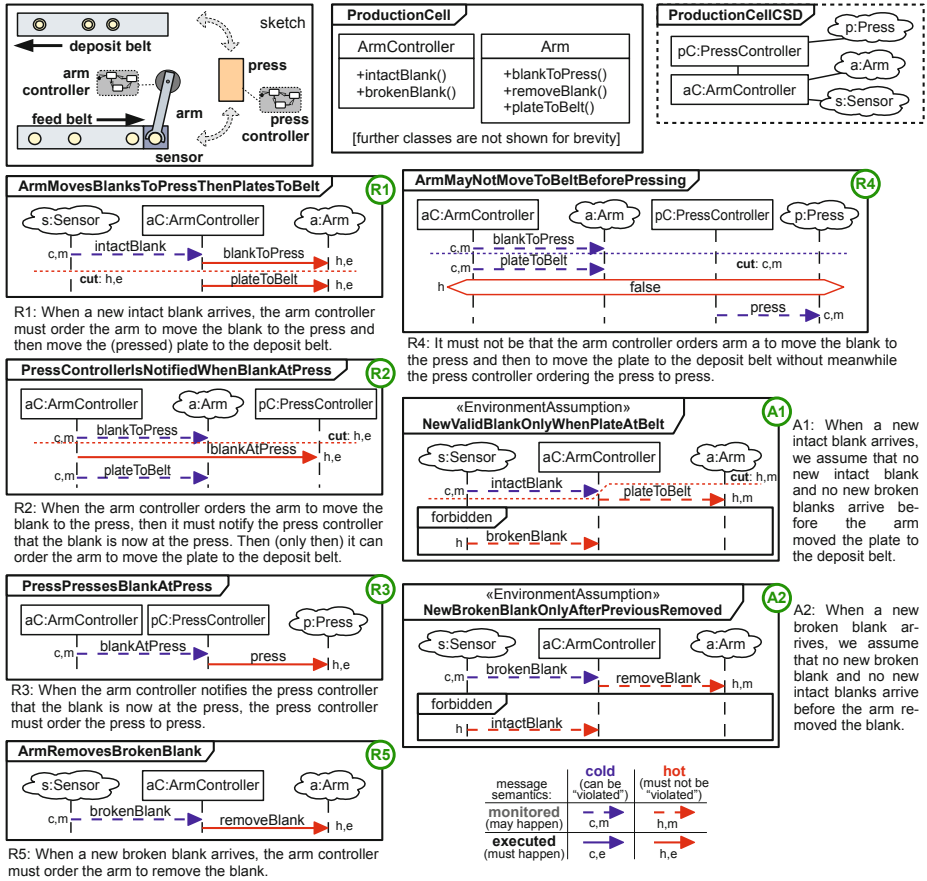 sketch
deposit belt
arm
controller
press
feed belt
arm
press
controller
sensor
ProductionCell
ArmController
+intactBlank()
+brokenBlank()
Arm
+blankToPress()
+removeBlank()
+plateToBelt()
[further classes are not shown for brevity]
ProductionCellCSD
p:Press
pC:PressController
a:Arm
aC:ArmController
s:Sensor
ArmMovesBlanksToPressThenPlatesToBelt
R1
s:Sensor aC:ArmController a:Arm
c,m intactBlank
blankToPress h,e
cut: h,e
plateToBelt h,e
R1: When a new intact blank arrives, the arm controller
must order the arm to move the blank to the press and
then move the (pressed) plate to the deposit belt.
ArmMayNotMoveToBeltBeforePressing
R4
aC:ArmController a:Arm pC:PressController p:Press
c,m blankToPress
c,m plateToBelt cut: c,m
h false
press c,m
R4: It must not be that the arm controller orders arm a to move the blank to
the press and then to move the plate to the deposit belt without meanwhile
the press controller ordering the press to press.
PressControllerIsNotifiedWhenBlankAtPress
R2
aC:ArmController a:Arm pC:PressController
c,m blankToPress
cut: h,e
blankAtPress h,e
c,m plateToBelt
R2: When the arm controller orders the arm to move the
blank to the press, then it must notify the press controller
that the blank is now at the press. Then (only then) it can
order the arm to move the plate to the deposit belt.
«EnvironmentAssumption»
NewValidBlankOnlyWhenPlateAtBelt
A1
s:Sensor aC:ArmController a:Arm
cut: h,m
c,m intactBlank
plateToBelt h,m
forbidden
h brokenBlank
A1: When a new
intact blank arrives,
we assume that no
new intact blank
and no new broken
blanks arrive be-
fore the arm
moved the plate to
the deposit belt.
PressPressesBlankAtPress
R3
aC:ArmController pC:PressController p:Press
c,m blankAtPress
press h,e
R3: When the arm controller notifies the press controller
that the blank is now at the press, the press controller
must order the press to press.
«EnvironmentAssumption»
NewBrokenBlankOnlyAfterPreviousRemoved
A2
s:Sensor aC:ArmController a:Arm
c,m brokenBlank
removeBlank h,m
forbidden
h intactBlank
A2: When a new
broken blank ar-
rives, we assume
that no new broken
blank and no new
intact blanks arrive
before the arm re-
moved the blank.
ArmRemovesBrokenBlank
R5
s:Sensor aC:ArmController a:Arm
c,m brokenBlank
removeBlank h,e
R5: When a new broken blank arrives, the arm controller
must order the arm to remove the blank.
message
semantics:
cold
(can be
"violated")
hot
(must not be
"violated")
monitored
(may happen)
c,m h,m
executed
(must happen)
c,e h,e